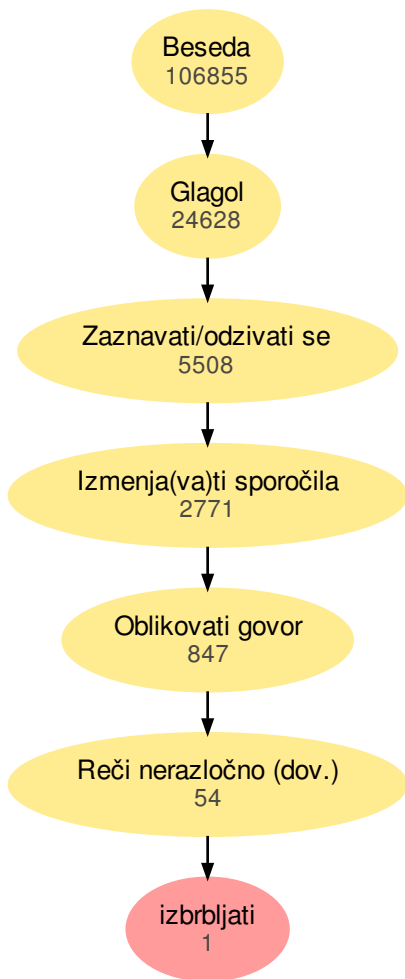 Beseda
106855
Glagol
24628
Zaznavati/odzivati se
5508
Izmenja(va)ti sporočila
2771
Oblikovati govor
847
Reči nerazločno (dov.)
54
izbrbljati
1